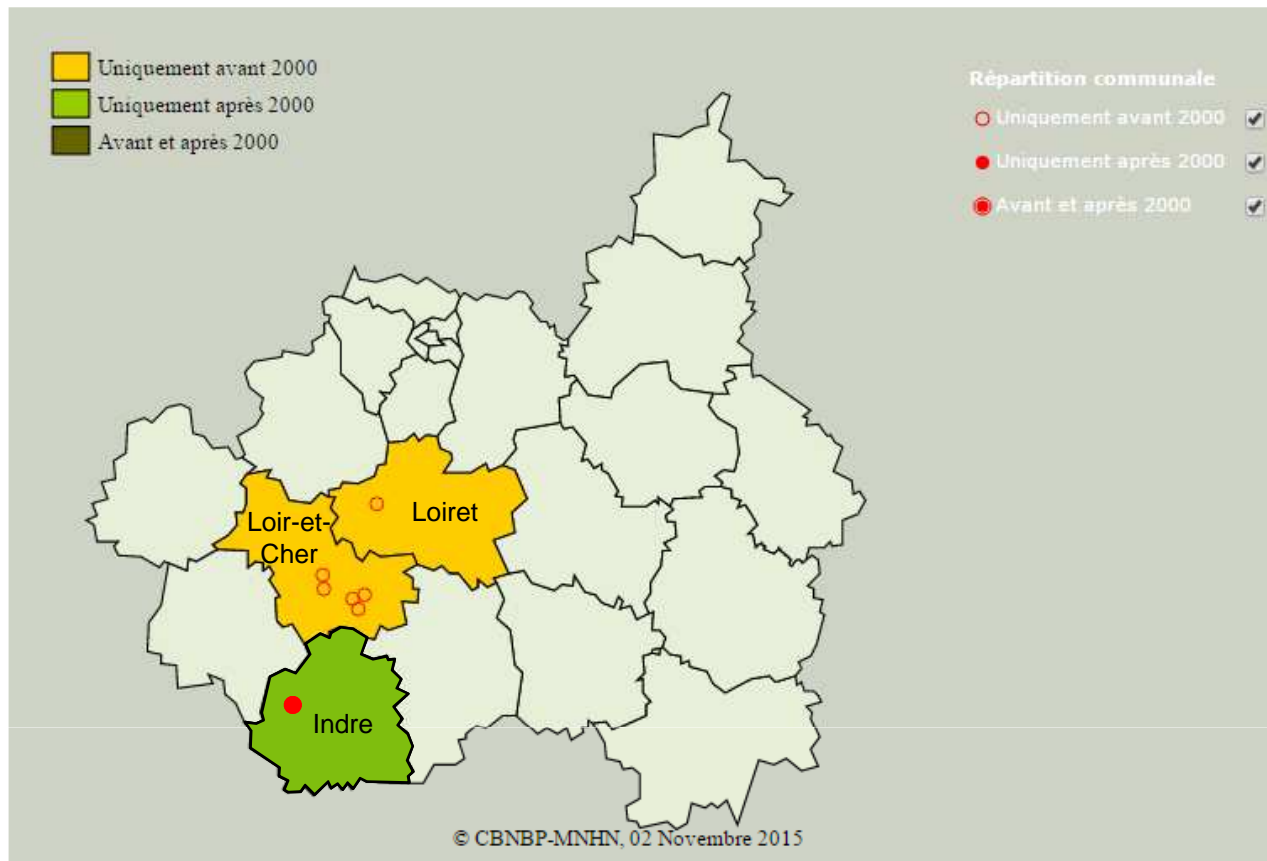 Uniquement avant 2000
Uniquement après 2000
Avant et après 2000
Répartition communale
Uniquement avant 2000
Uniquement après 2000
Avant et après 2000
Loir-et-
Cher
Loiret
Indre
© CBNBP-MNHN, 02 Novembre 2015